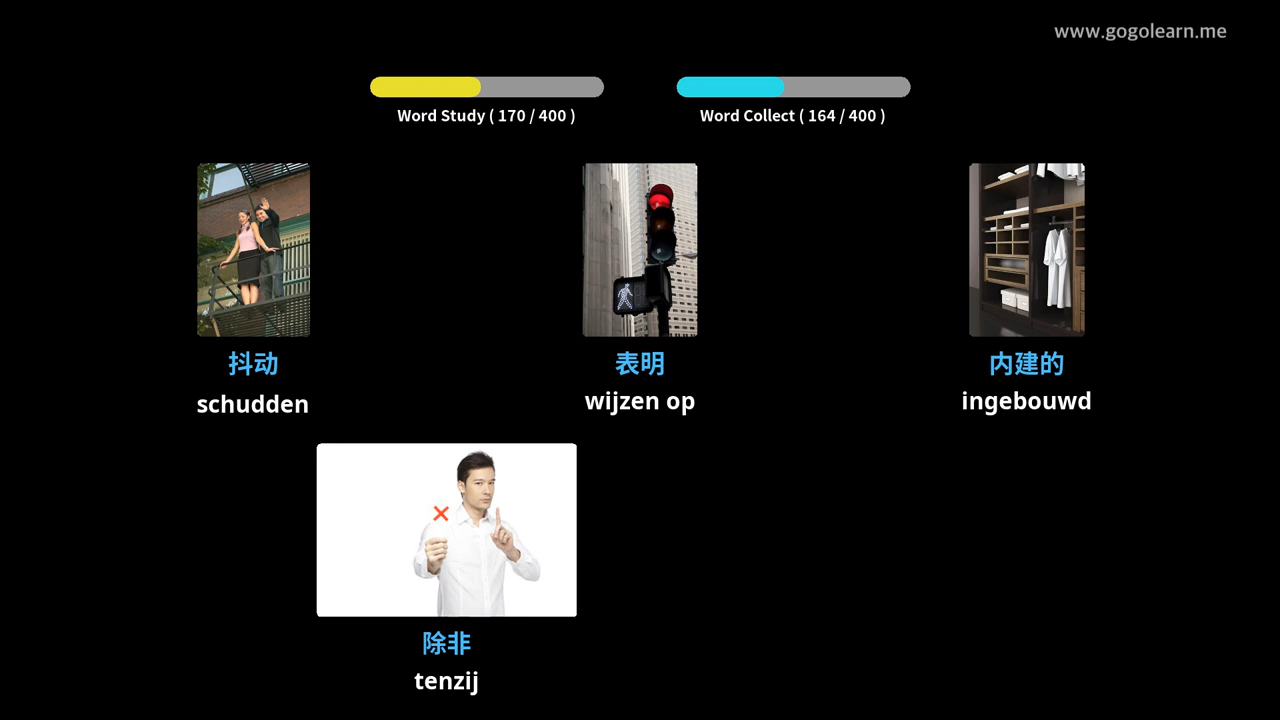 www.gogolearn.me
Word Study ( 170 / 400 )
Word Collect ( 164 / 400 )
抖动
表明
内建的
schudden
wijzen op
ingebouwd
除非
tenzij